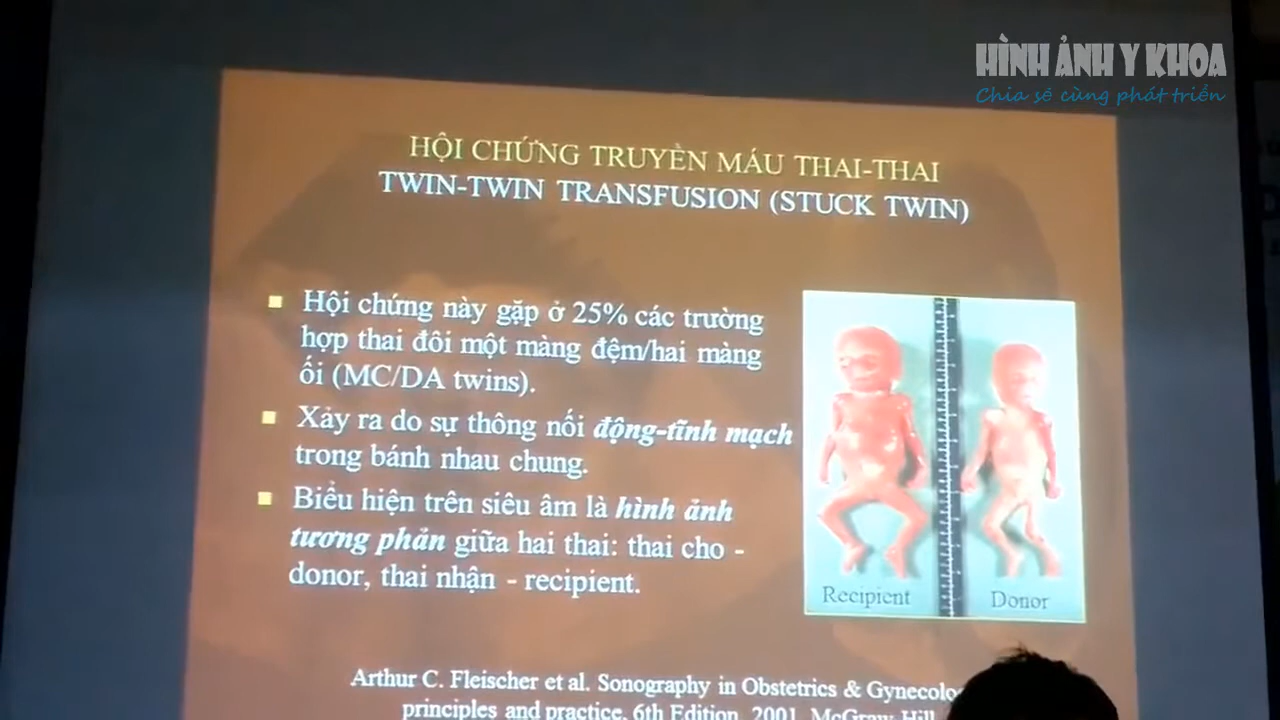 HÌNH ẢNH Y KHOA
Chia sẻ cùng phát triển
HỘI CHỨNG TRUYỀN MÁU THAI-THAI
TWIN-TWIN TRANSFUSION (STUCK TWIN)
Hội chứng này gặp ở 25% các trường
hợp thai đôi một màng đệm/hai màng
ối (MC/DA twins).
Xảy ra do sự thông nối động-tĩnh mạch
trong bánh nhau chung.
Biểu hiện trên siêu âm là hình ảnh
tương phản giữa hai thai: thai cho -
donor, thai nhận - recipient.
Recipient
Donor
Arthur C. Fleischer et al. Sonography in Obstetrics &
principles and practice, 6th Edition, 2001, McGraw-Hill